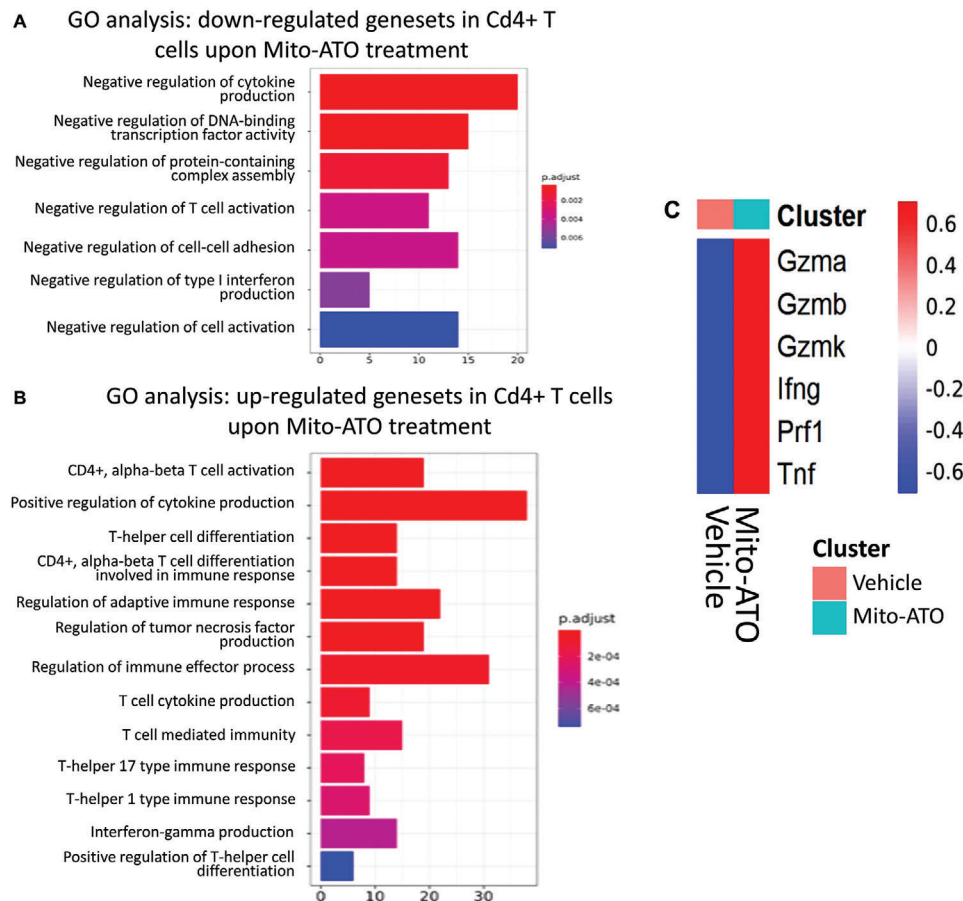 A
GO analysis: down-regulated genesets in Cd4+ T
cells upon Mito-ATO treatment
Negative regulation of cytokine
production
Negative regulation of DNA-binding
transcription factor activity
Negative regulation of protein-containing
complex assembly
Negative regulation of T cell activation
Negative regulation of cell-cell adhesion
Negative regulation of type I interferon
production
Negative regulation of cell activation
0 5 10 15 20
p.adjust
0.002
0.004
0.006
B
GO analysis: up-regulated genesets in Cd4+ T cells
upon Mito-ATO treatment
CD4+, alpha-beta T cell activation
Positive regulation of cytokine production
T-helper cell differentiation
CD4+, alpha-beta T cell differentiation
involved in immune response
Regulation of adaptive immune response
Regulation of tumor necrosis factor
production
Regulation of immune effector process
T cell cytokine production
T cell mediated immunity
T-helper 17 type immune response
T-helper 1 type immune response
Interferon-gamma production
Positive regulation of T-helper cell
differentiation
0 10 20 30
p.adjust
2e-04
4e-04
6e-04
C
Cluster
Gzma
Gzmb
Gzmk
Ifng
Prf1
Tnf
0.6
0.4
0.2
0
-0.2
-0.4
-0.6
Vehicle
Mito-ATO
Cluster
Vehicle
Mito-ATO